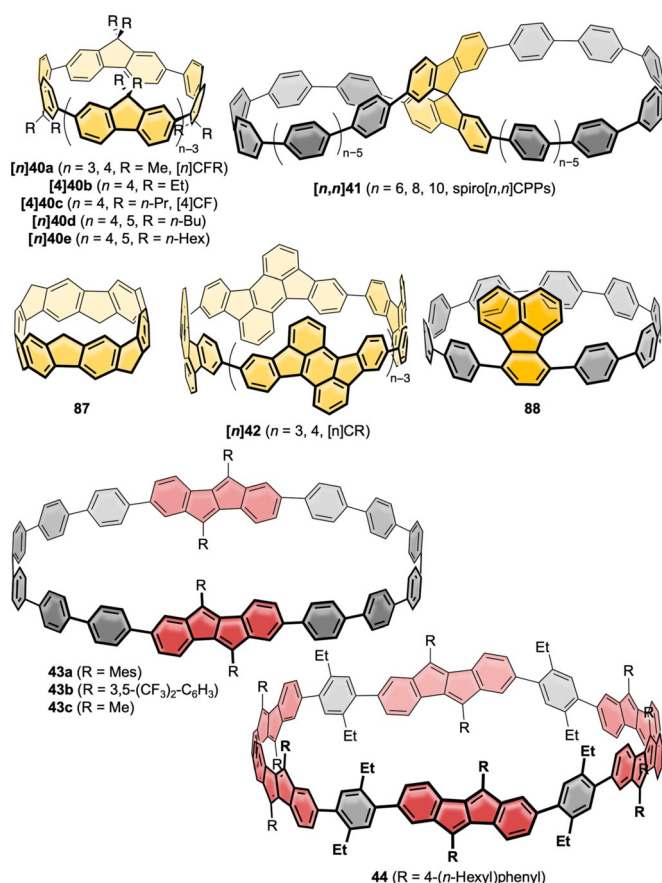 R
R
R
R
R
R
R
R
n–3
n–5
n–5
[n]40a (n = 3, 4, R = Me, [n]CFR)
[4]40b (n = 4, R = Et)
[4]40c (n = 4, R = n-Pr, [4]CF)
[n]40d (n = 4, 5, R = n-Bu)
[n]40e (n = 4, 5, R = n-Hex)
[n,n]41 (n = 6, 8, 10, spiro[n,n]CPPs)
n–3
87
[n]42 (n = 3, 4, [n]CR)
88
R
R
R
R
43a (R = Mes)
43b (R = 3,5-(CF₃)₂-C₆H₃)
43c (R = Me)
R
Et
Et
R
R
Et
R
Et
R
R
R
R
R
Et
R
Et
R
R
Et
R
Et
44 (R = 4-(n-Hexyl)phenyl)